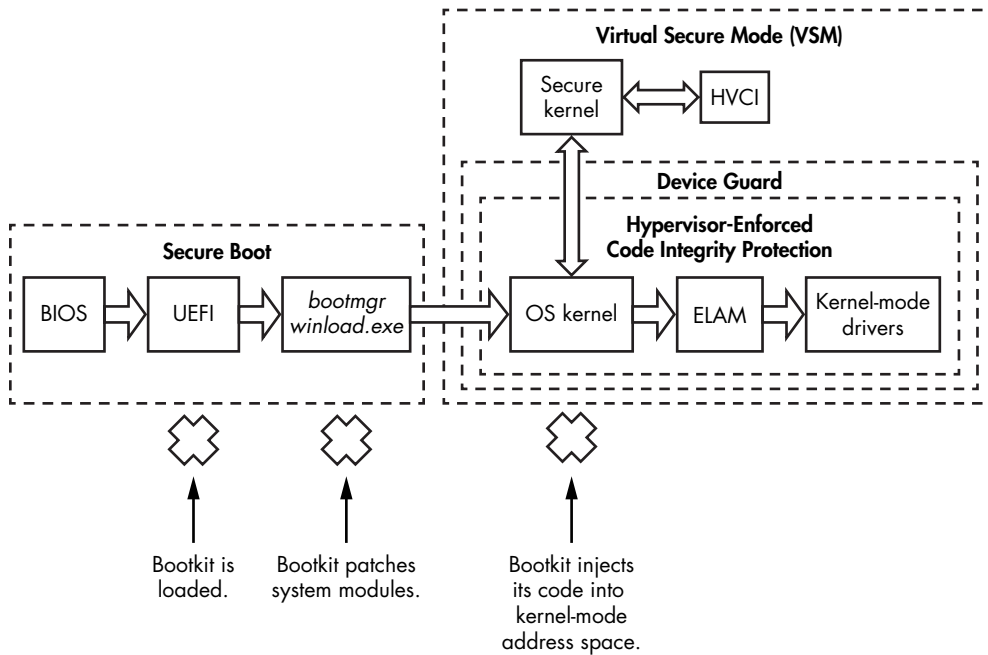 Virtual Secure Mode (VSM)
Secure
kernel
HVCI
Device Guard
Hypervisor-Enforced
Code Integrity Protection
Secure Boot
BIOS
UEFI
bootmgr
winload.exe
OS kernel
ELAM
Kernel-mode
drivers
Bootkit is
loaded.
Bootkit patches
system modules.
Bootkit injects
its code into
kernel-mode
address space.